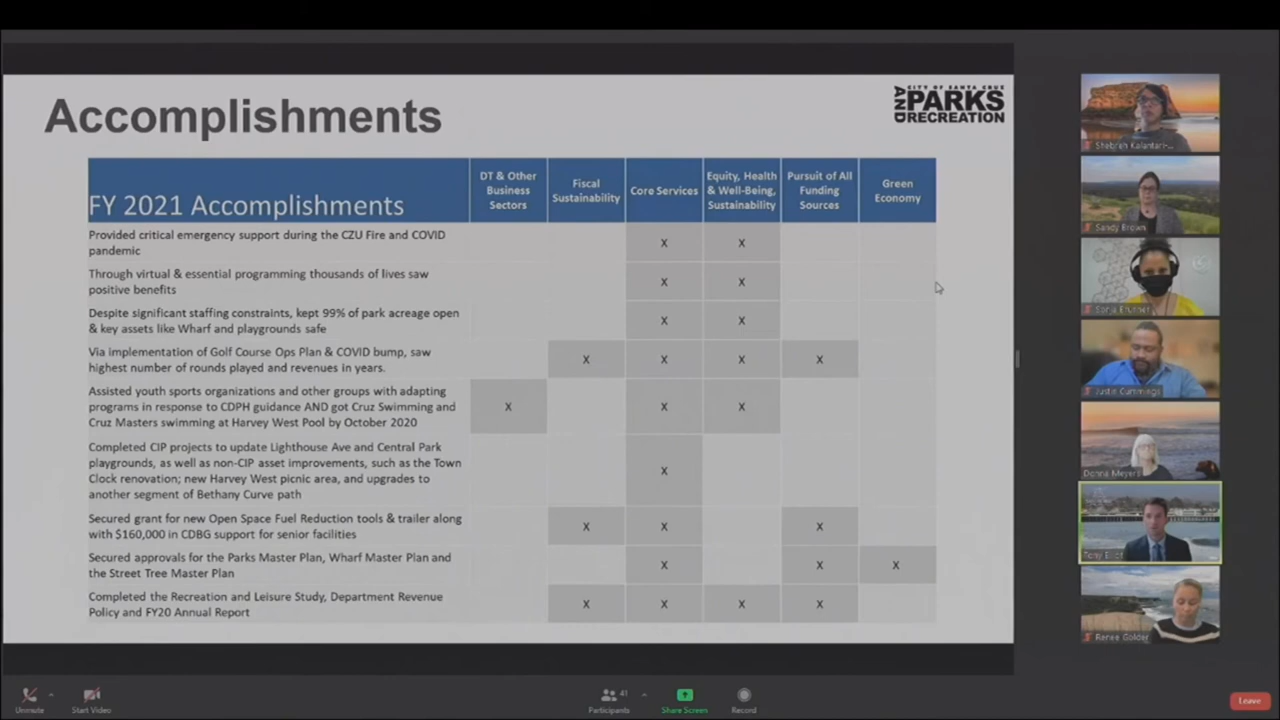 Accomplishments
CITY OF SANTA CRUZ
PARKS
AND
RECREATION
FY 2021 Accomplishments
DT & Other
Business
Sectors
Fiscal
Sustainability
Core Services
Equity, Health
& Well-Being,
Sustainability
Pursuit of All
Funding
Sources
Green
Economy
Provided critical emergency support during the CZU Fire and COVID
pandemic
X X
Through virtual & essential programming thousands of lives saw
positive benefits
X X
Despite significant staffing constraints, kept 99% of park acreage open
& key assets like Wharf and playgrounds safe
X X
Via implementation of Golf Course Ops Plan & COVID bump, saw
highest number of rounds played and revenues in years.
X X X X
Assisted youth sports organizations and other groups with adapting
programs in response to CDPH guidance AND got Cruz Swimming and
Cruz Masters swimming at Harvey West Pool by October 2020
X X X
Completed CIP projects to update Lighthouse Ave and Central Park
playgrounds, as well as non-CIP asset improvements, such as the Town
Clock renovation; new Harvey West picnic area, and upgrades to
another segment of Bethany Curve path
X
Secured grant for new Open Space Fuel Reduction tools & trailer along
with $160,000 in CDBG support for senior facilities
X X X
Secured approvals for the Parks Master Plan, Wharf Master Plan and
the Street Tree Master Plan
X X X
Completed the Recreation and Leisure Study, Department Revenue
Policy and FY20 Annual Report
X X X X
Shebreh Kalantari-...
Sandy Brown
Sonja Brunner
Justin Cummings
Donna Meyers
Tony Elliot
Renee Golder
Unmute
Start Video
41
Participants
Share Screen
Record
Leave